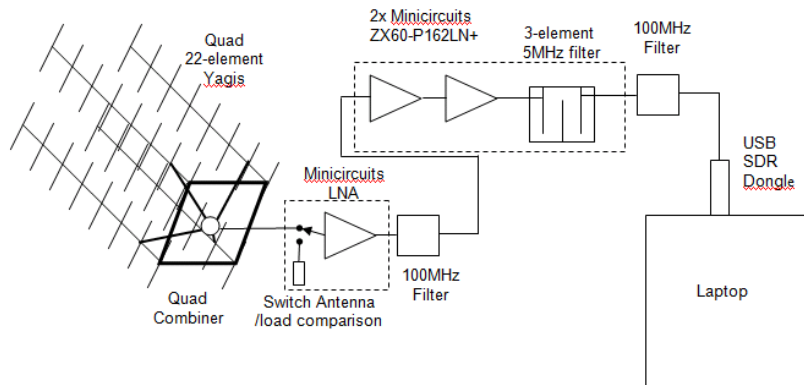 Quad
22-element
Yagis
2x Minicircuits
ZX60-P162LN+
3-element
5MHz filter
100MHz
Filter
USB
SDR
Dongle
Minicircuits
LNA
100MHz
Filter
Switch Antenna
/load comparison
Quad
Combiner
Laptop